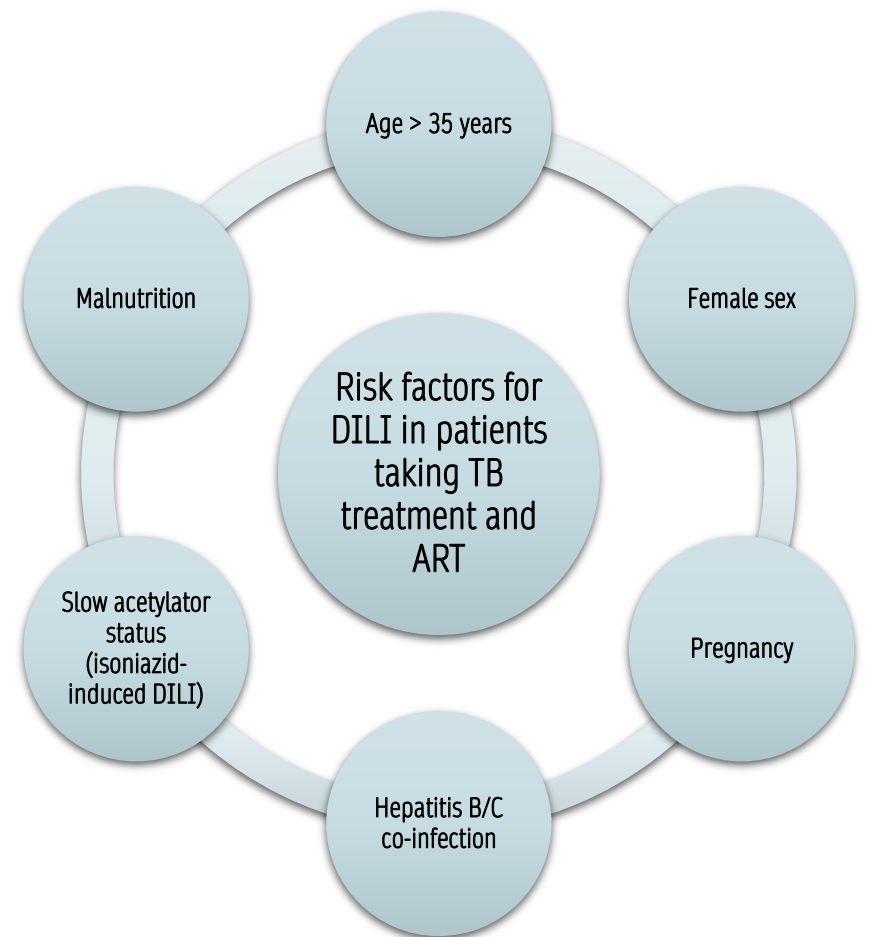 Age > 35 years
Female sex
Pregnancy
Hepatitis B/C
co-infection
Slow acetylator
status
(isoniazid-
induced DILI)
Malnutrition
Risk factors for
DILI in patients
taking TB
treatment and
ART